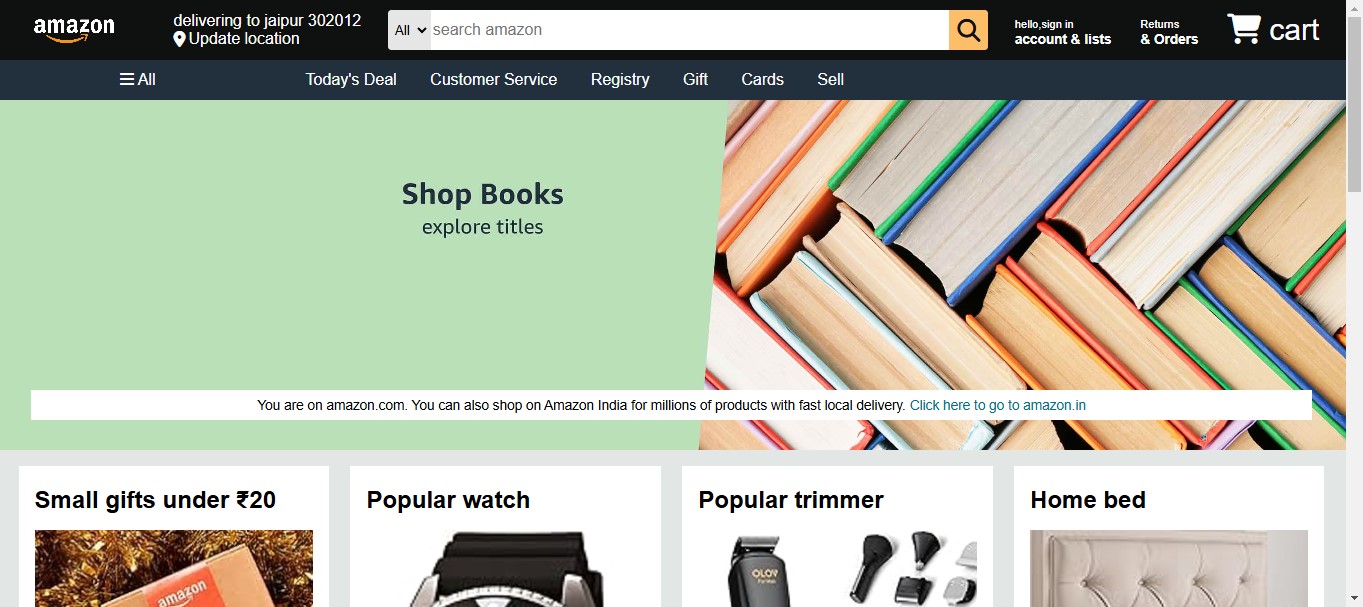 amazon
delivering to jaipur 302012
Update location
All
search amazon
hello,sign in
account & lists
Returns
& Orders
cart
All
Today's Deal
Customer Service
Registry
Gift
Cards
Sell
Shop Books
explore titles
You are on amazon.com. You can also shop on Amazon India for millions of products with fast local delivery. Click here to go to amazon.in
Small gifts under ₹20
Popular watch
Popular trimmer
Home bed
amazon